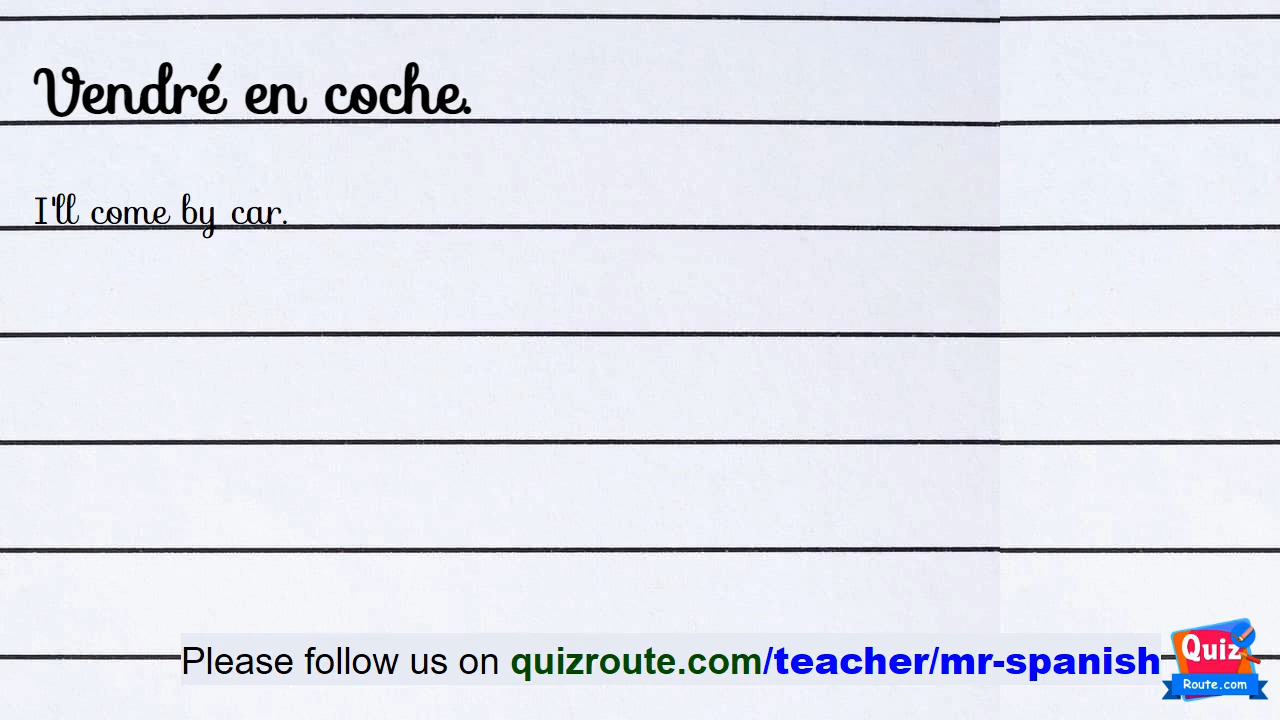 Vendré en coche.
I'll come by car.
Please follow us on quizroute.com/teacher/mr-spanish
Quiz
Route.com